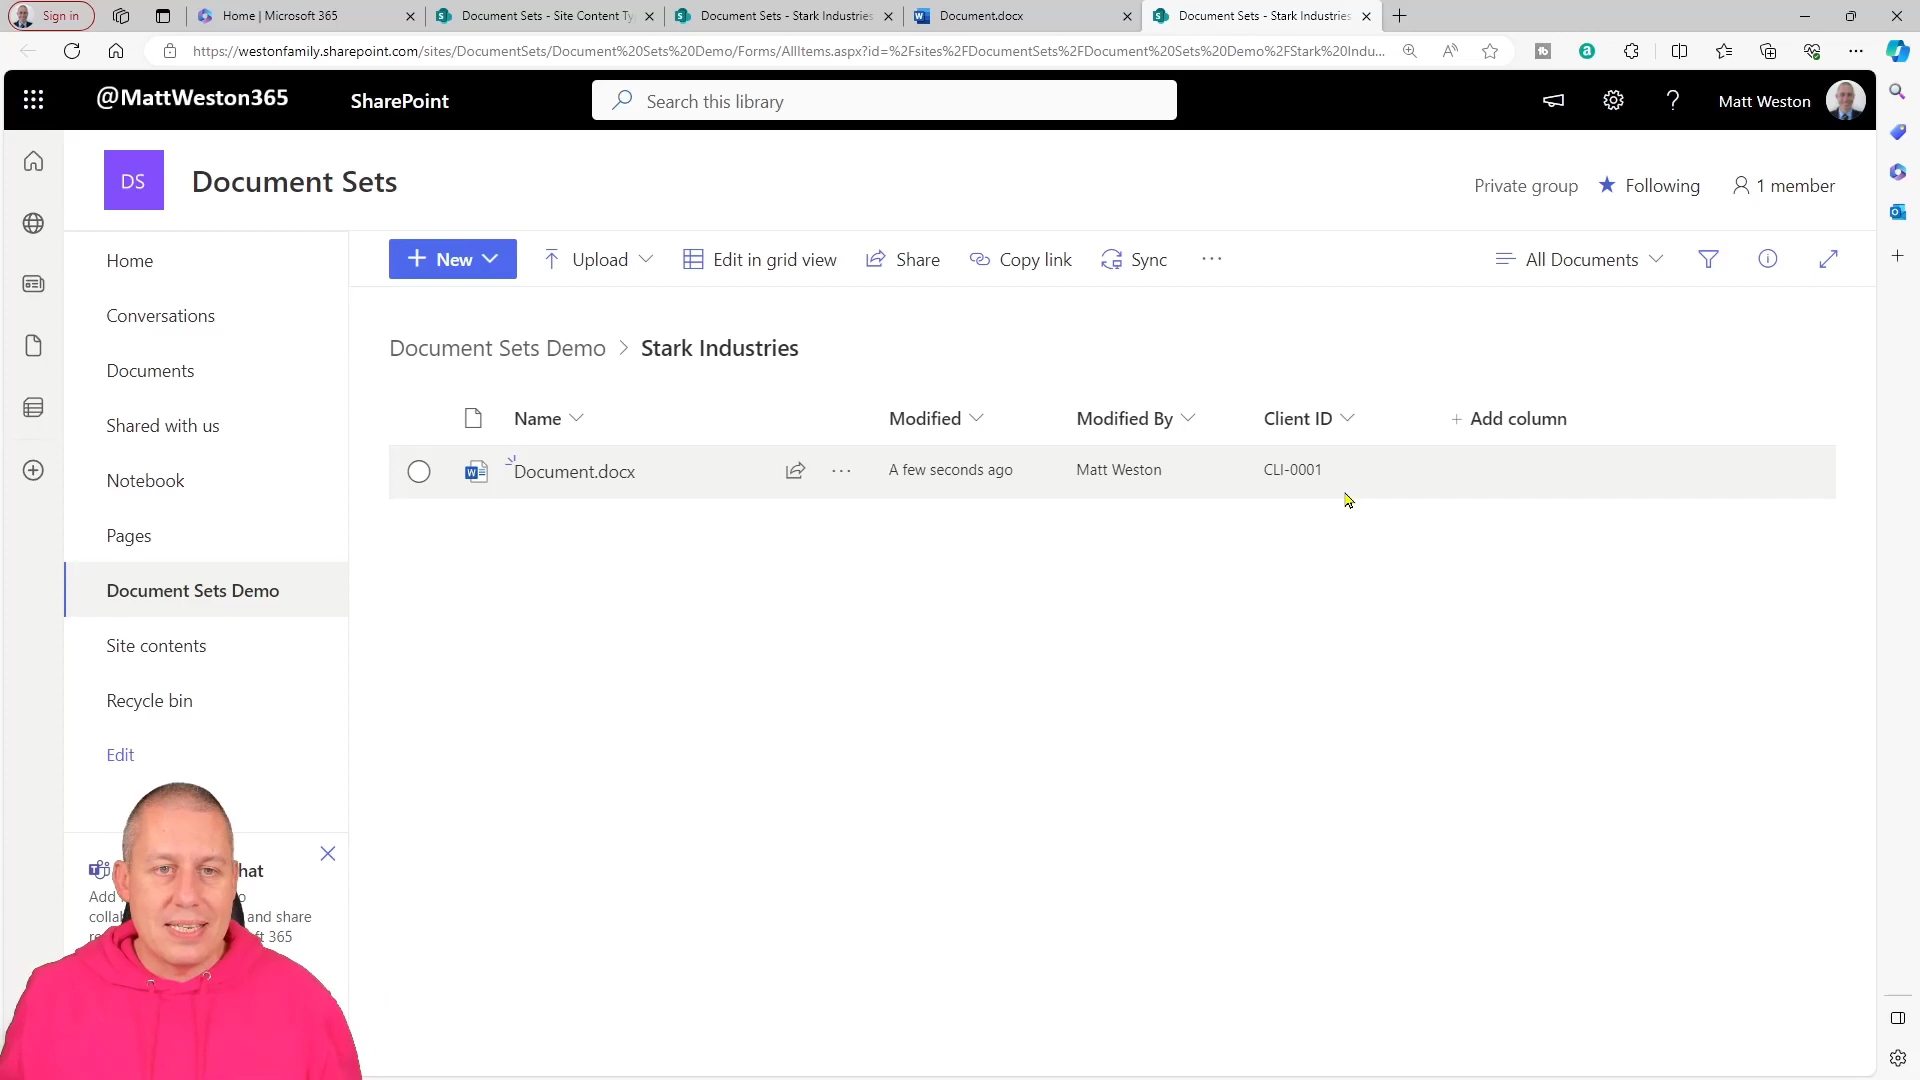 Sign in
Home | Microsoft 365
Document Sets - Site Content Ty
Document Sets - Stark Industries
Document.docx
Document Sets - Stark Industries
https://westonfamily.sharepoint.com/sites/DocumentSets/Document%20Sets%20Demo/Forms/AllItems.aspx?id=%2Fsites%2FDocumentSets%2FDocument%20Sets%20Demo%2FStark%20Indu...
@MattWeston365
SharePoint
Search this library
Matt Weston
DS
Document Sets
Private group
Following
1 member
Home
Conversations
Documents
Shared with us
Notebook
Pages
Document Sets Demo
Site contents
Recycle bin
Edit
New
Upload
Edit in grid view
Share
Copy link
Sync
All Documents
Document Sets Demo > Stark Industries
Name
Modified
Modified By
Client ID
+ Add column
Document.docx
A few seconds ago
Matt Weston
CLI-0001
Add
and share
365